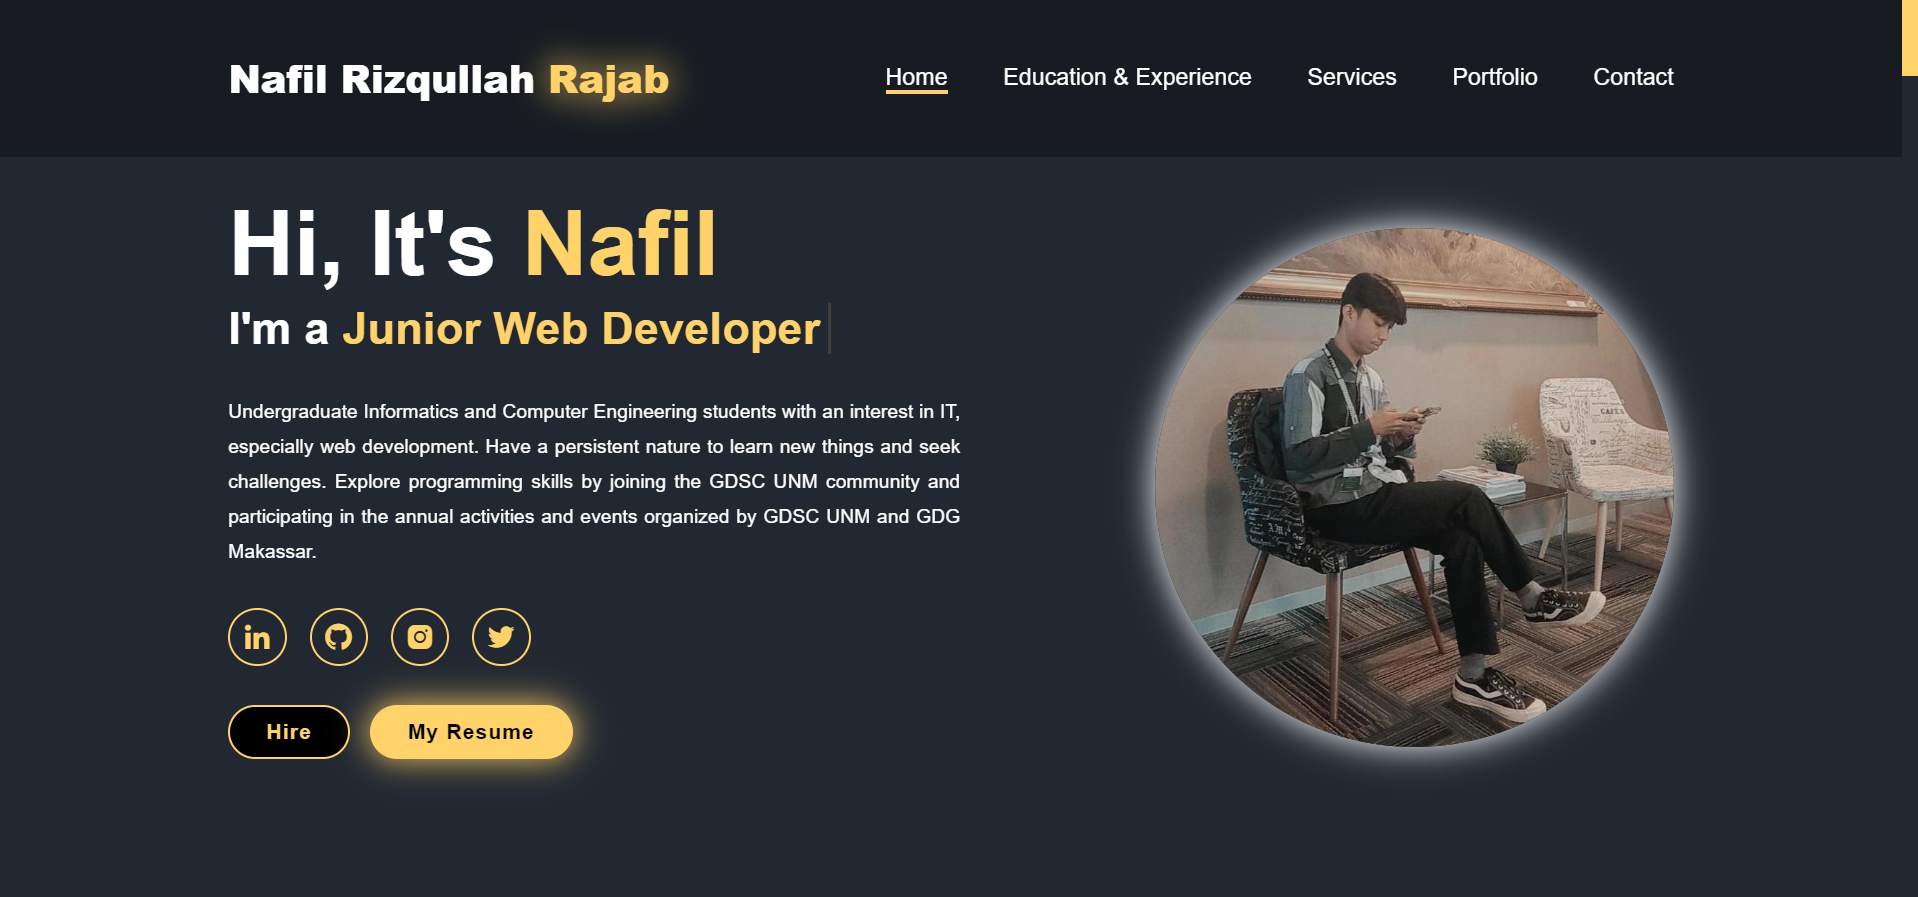 Nafil Rizqullah Rajab
Home
Education & Experience
Services
Portfolio
Contact
Hi, It's Nafil
I'm a Junior Web Developer
Undergraduate Informatics and Computer Engineering students with an interest in IT,
especially web development. Have a persistent nature to learn new things and seek
challenges. Explore programming skills by joining the GDSC UNM community and
participating in the annual activities and events organized by GDSC UNM and GDG
Makassar.
in
Hire
My Resume
CAFE